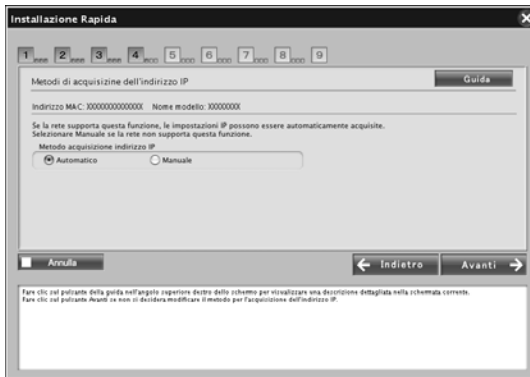 Installazione Rapida
1 2 3 4 5 6 7 8 9
Metodi di acquisizine dell'indirizzo IP
Guida
Indirizzo MAC: XXXXXXXXXXXXXX Nome modello: XXXXXXXX
Se la rete supporta questa funzione, le impostazioni IP possono essere automaticamente acquisite.
Selezionare Manuale se la rete non supporta questa funzione.
Metodo acquisizione indirizzo IP
Automatico Manuale
Annulla Indietro Avanti
Fare clic sul pulsante della guida nell'angolo superiore destro dello schermo per visualizzare una descrizione dettagliata nella schermata corrente.
Fare clic sul pulsante Avanti se non si desidera modificare il metodo per l'acquisizione dell'indirizzo IP.